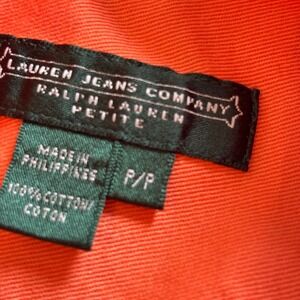 LAUREN JEANS COMPANY
RALPH LAUREN
PETITE
MADE IN
PHILIPPINES
100% COTTON/
COTON
P/P